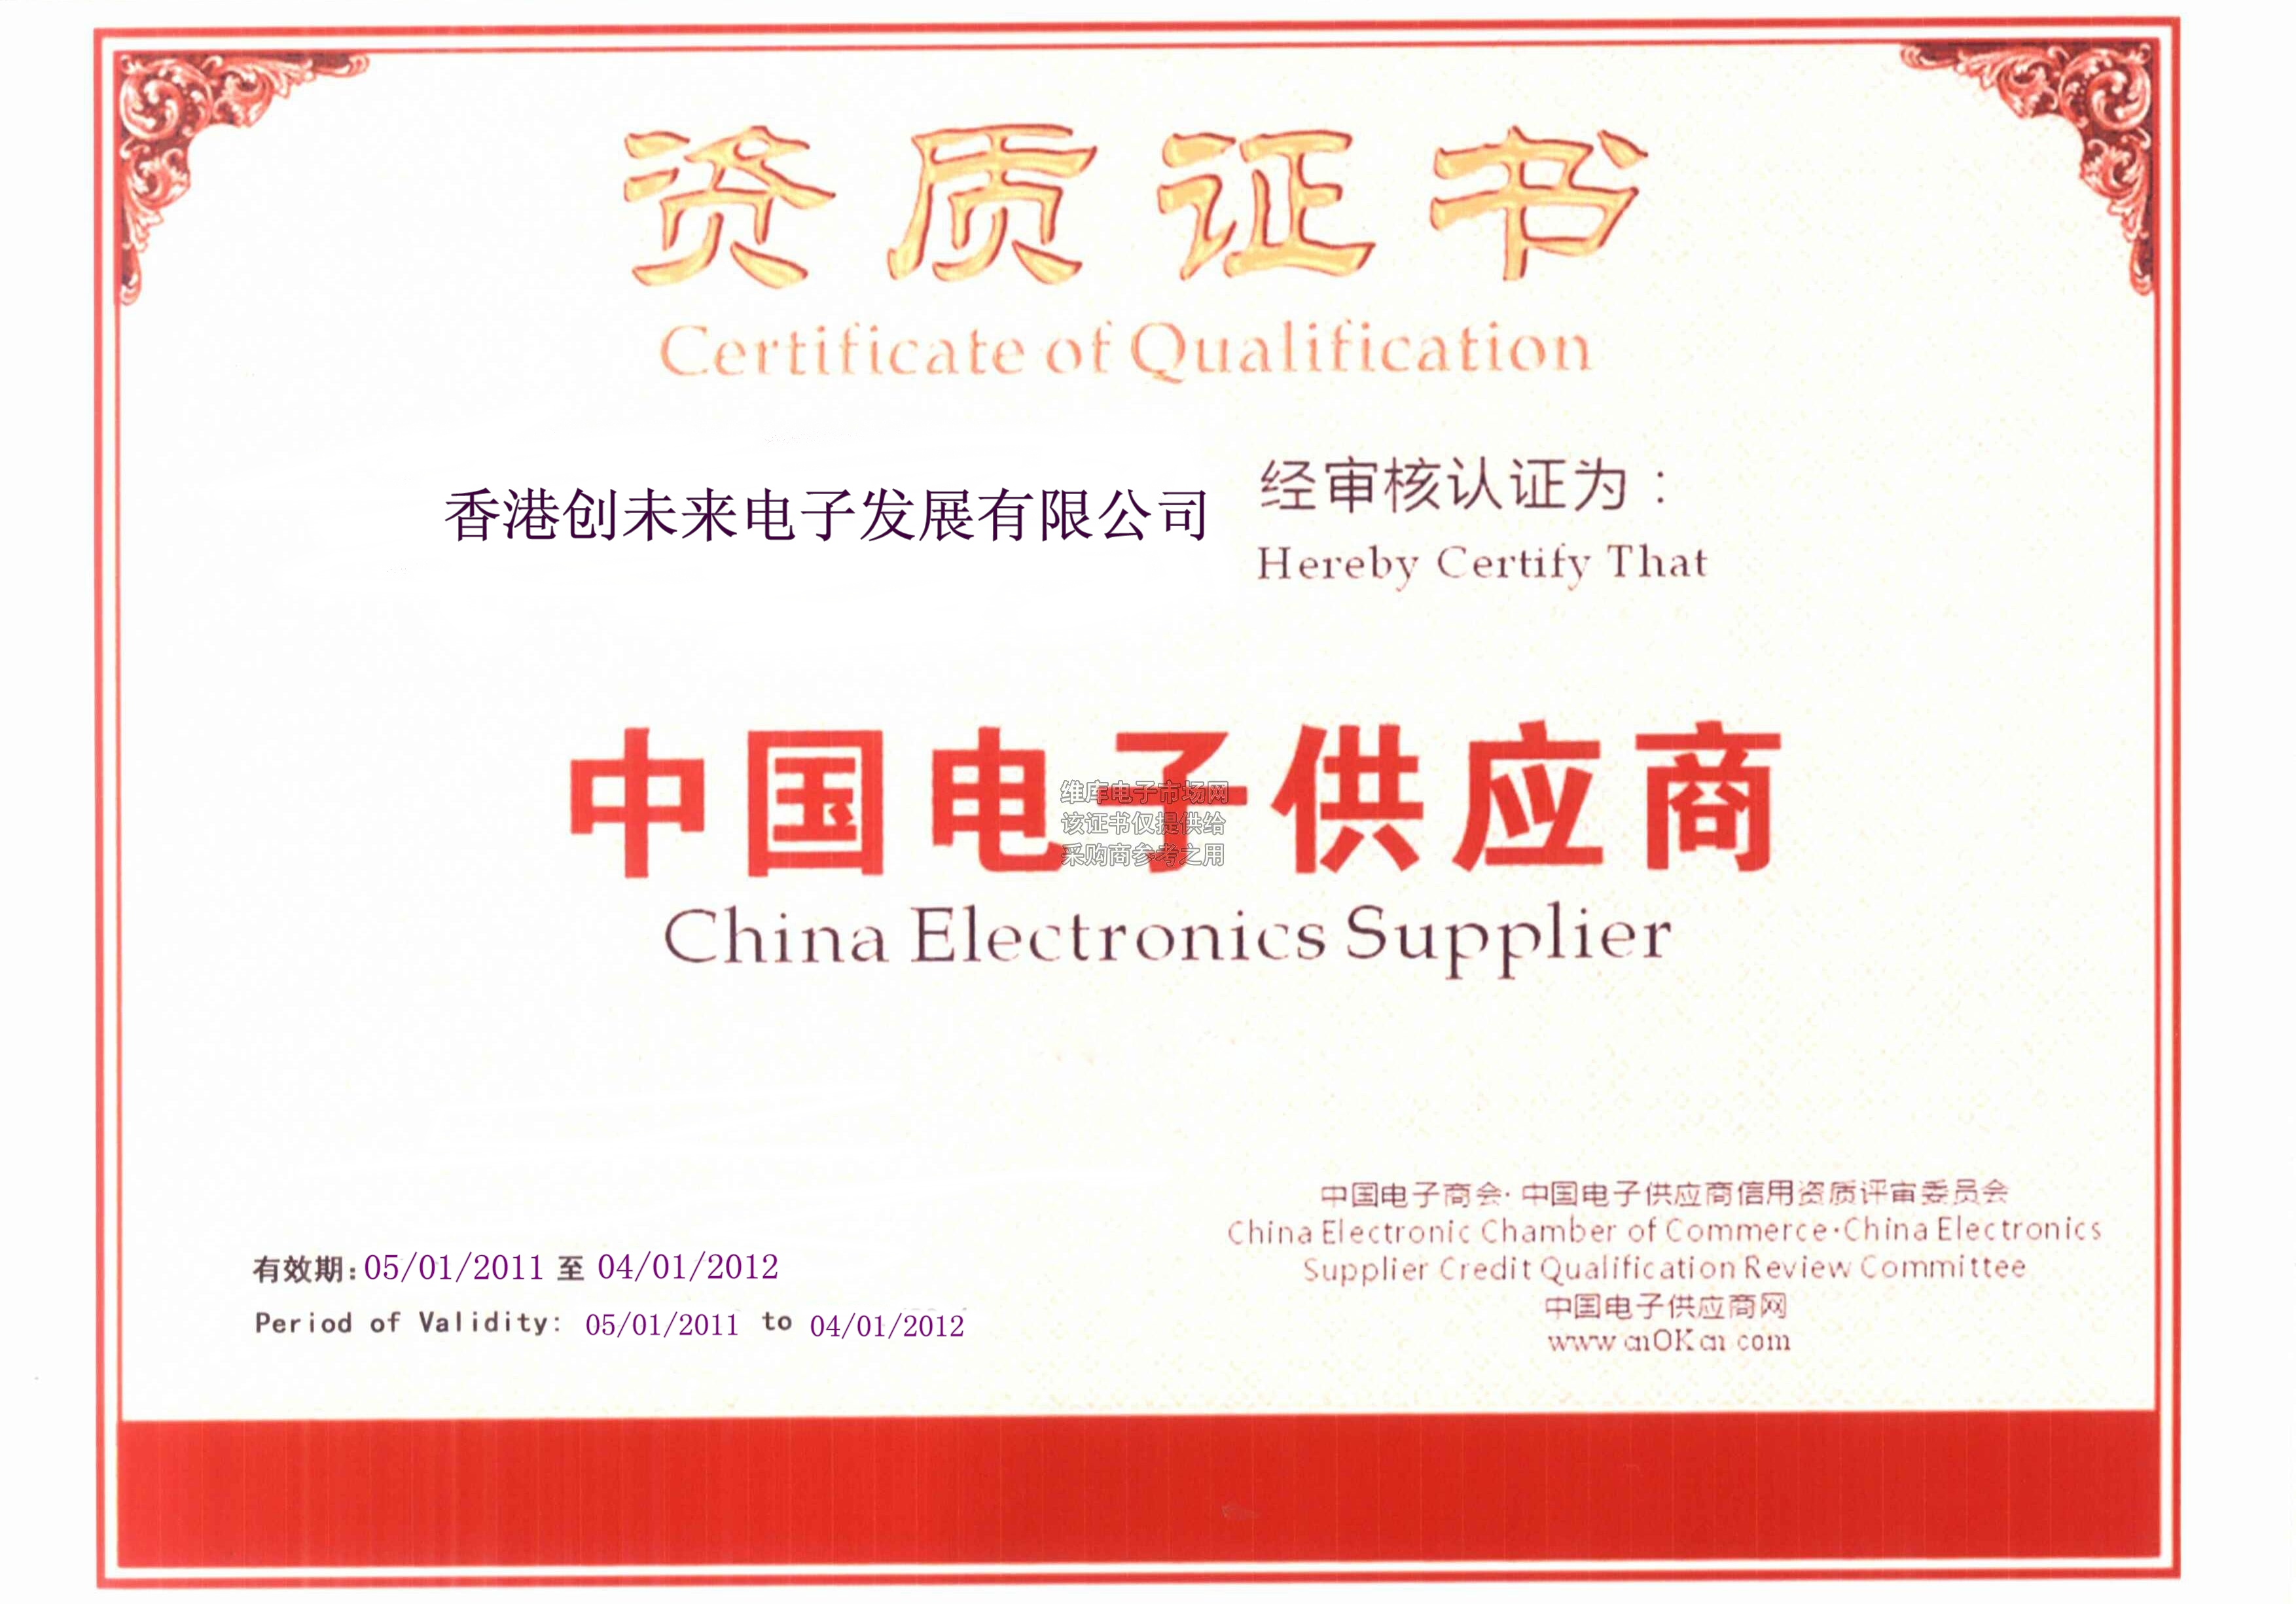 资质证书
Certificate of Qualification
香港创未来电子发展有限公司 经审核认证为：
Hereby Certify That
中国电子供应商
维库电子市场网
该证书仅提供给
采购商参考之用
China Electronics Supplier
中国电子商会·中国电子供应商信用资质评审委员会
China Electronic Chamber of Commerce·China Electronics
Supplier Credit Qualification Review Committee
中国电子供应商网
www cnOKcn com
有效期:05/01/2011 至 04/01/2012
Period of Validity: 05/01/2011 to 04/01/2012